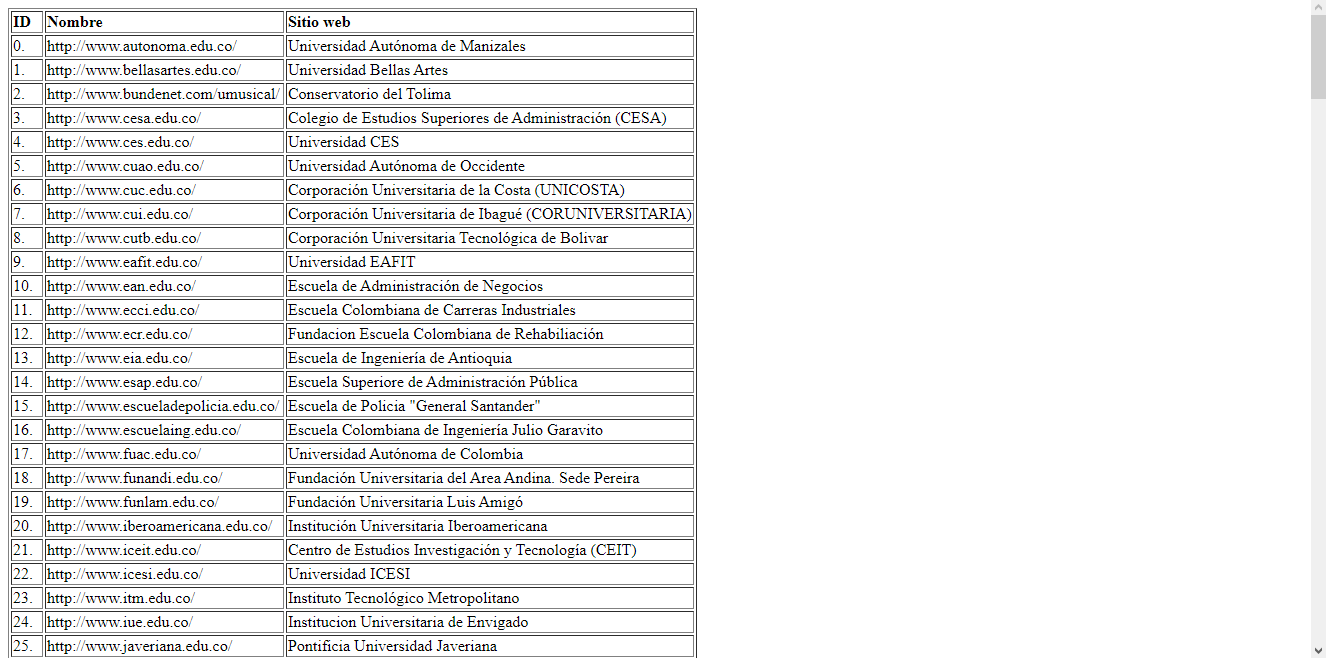 ID Nombre Sitio web
0. http://www.autonoma.edu.co/ Universidad Autónoma de Manizales
1. http://www.bellasartes.edu.co/ Universidad Bellas Artes
2. http://www.bundenet.com/umusical/ Conservatorio del Tolima
3. http://www.cesa.edu.co/ Colegio de Estudios Superiores de Administración (CESA)
4. http://www.ces.edu.co/ Universidad CES
5. http://www.cuao.edu.co/ Universidad Autónoma de Occidente
6. http://www.cuc.edu.co/ Corporación Universitaria de la Costa (UNICOSTA)
7. http://www.cui.edu.co/ Corporación Universitaria de Ibagué (CORUNIVERSITARIA)
8. http://www.cutb.edu.co/ Corporación Universitaria Tecnológica de Bolivar
9. http://www.eafit.edu.co/ Universidad EAFIT
10. http://www.ean.edu.co/ Escuela de Administración de Negocios
11. http://www.ecci.edu.co/ Escuela Colombiana de Carreras Industriales
12. http://www.ecr.edu.co/ Fundacion Escuela Colombiana de Rehabiliación
13. http://www.eia.edu.co/ Escuela de Ingeniería de Antioquia
14. http://www.esap.edu.co/ Escuela Superiore de Administración Pública
15. http://www.escueladepolicia.edu.co/ Escuela de Policia "General Santander"
16. http://www.escuelaing.edu.co/ Escuela Colombiana de Ingeniería Julio Garavito
17. http://www.fuac.edu.co/ Universidad Autónoma de Colombia
18. http://www.funandi.edu.co/ Fundación Universitaria del Area Andina. Sede Pereira
19. http://www.funlam.edu.co/ Fundación Universitaria Luis Amigó
20. http://www.iberoamericana.edu.co/ Institución Universitaria Iberoamericana
21. http://www.iceit.edu.co/ Centro de Estudios Investigación y Tecnología (CEIT)
22. http://www.icesi.edu.co/ Universidad ICESI
23. http://www.itm.edu.co/ Instituto Tecnológico Metropolitano
24. http://www.iue.edu.co/ Institucion Universitaria de Envigado
25. http://www.javeriana.edu.co/ Pontificia Universidad Javeriana